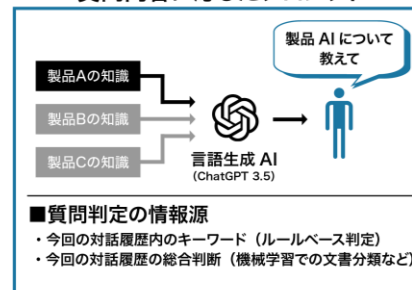 製品 AI について
教えて
製品Aの知識
製品Bの知識
製品Cの知識
言語生成 AI
(ChatGPT 3.5)
■質問判定の情報源
・今回の対話履歴内のキーワード（ルールベース判定）
・今回の対話履歴の総合判断（機械学習での文書分類など）